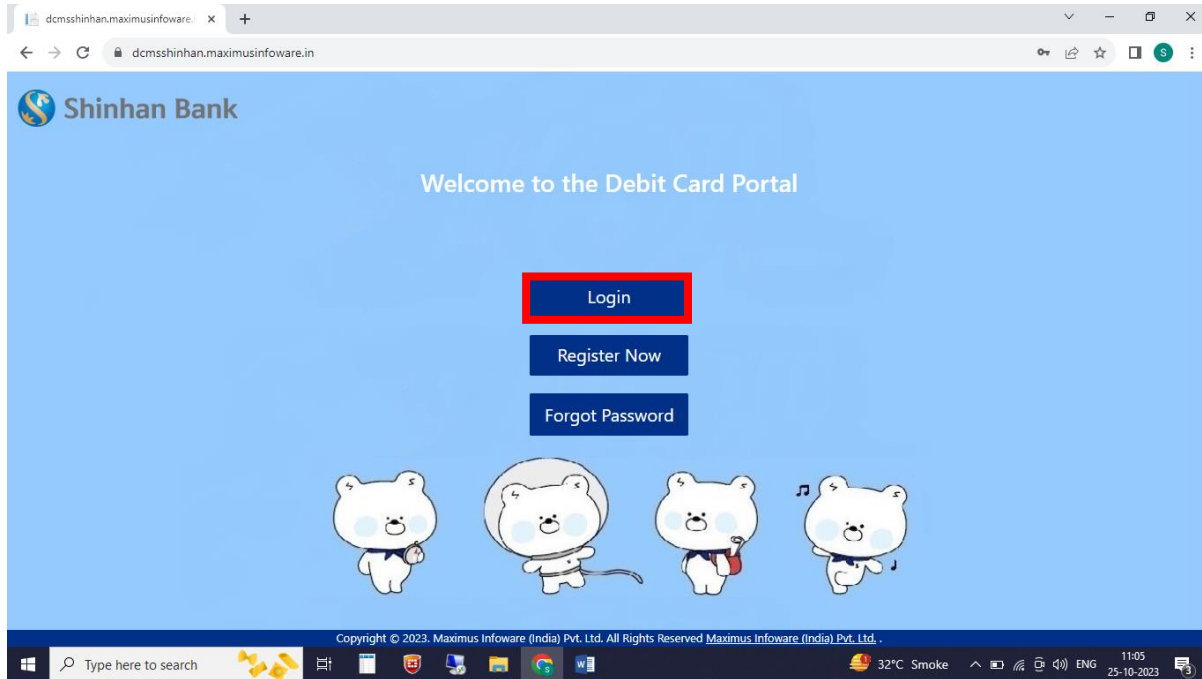 dcmsshinhan.maximusinfoware.
dcmsshinhan.maximusinfoware.in
S
Shinhan Bank
Welcome to the Debit Card Portal
Login
Register Now
Forgot Password
Copyright © 2023. Maximus Infoware (India) Pvt. Ltd. All Rights Reserved Maximus Infoware (India) Pvt. Ltd. .
Type here to search
32°C Smoke
ENG
11:05
25-10-2023
3